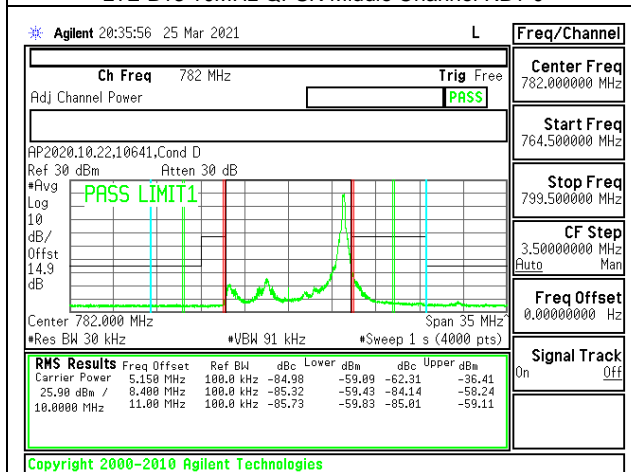 Agilent 20:35:56 25 Mar 2021 L
Freq/Channel
Ch Freq 782 MHz Trig Free
Adj Channel Power PASS
Center Freq
782.000000 MHz
Start Freq
764.500000 MHz
Stop Freq
799.500000 MHz
CF Step
3.50000000 MHz
Auto Man
Freq Offset
0.00000000 Hz
Signal Track
On Off
AP2020.10.22,10641,Cond D
Ref 30 dBm Atten 30 dB
#Avg
Log
10
dB/
Offst
14.9
dB
PASS LIMIT1
Center 782.000 MHz Span 35 MHz
#Res BW 30 kHz #VBW 91 kHz #Sweep 1 s (4000 pts)
RMS Results Freq Offset Ref BW dBc Lower dBm dBc Upper dBm
Carrier Power 5.150 MHz 100.0 kHz -84.98 -59.09 -62.31 -36.41
25.90 dBm / 8.400 MHz 100.0 kHz -85.32 -59.43 -84.14 -58.24
10.0000 MHz 11.00 MHz 100.0 kHz -85.73 -59.83 -85.01 -59.11
Copyright 2000-2010 Agilent Technologies